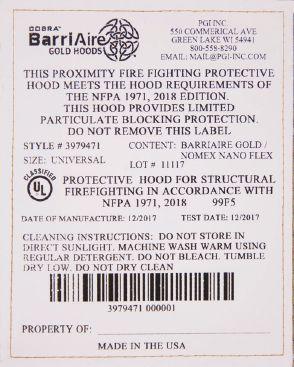 COBRA
BarriAire
GOLD HOODS
PGI INC.
550 COMMERICAL AVE
GREEN LAKE WI 54941
800-558-8290
EMAIL: MAIL@PGI-INC.COM
THIS PROXIMITY FIRE FIGHTING PROTECTIVE
HOOD MEETS THE HOOD REQUIREMENTS OF
THE NFPA 1971, 2018 EDITION.
THIS HOOD PROVIDES LIMITED
PARTICULATE BLOCKING PROTECTION.
DO NOT REMOVE THIS LABEL
STYLE # 3979471 CONTENT: BARRIAIRE GOLD /
NOMEX NANO FLEX
SIZE: UNIVERSAL LOT # 11117
CLASSIFIED
UL
PROTECTIVE HOOD FOR STRUCTURAL
FIREFIGHTING IN ACCORDANCE WITH
NFPA 1971, 2018 99F5
DATE OF MANUFACTURE: 12/2017 TEST DATE: 12/2017
CLEANING INSTRUCTIONS: DO NOT STORE IN
DIRECT SUNLIGHT. MACHINE WASH WARM USING
REGULAR DETERGENT. DO NOT BLEACH. TUMBLE
DRY LOW. DO NOT DRY CLEAN
3979471 000001
PROPERTY OF:
MADE IN THE USA